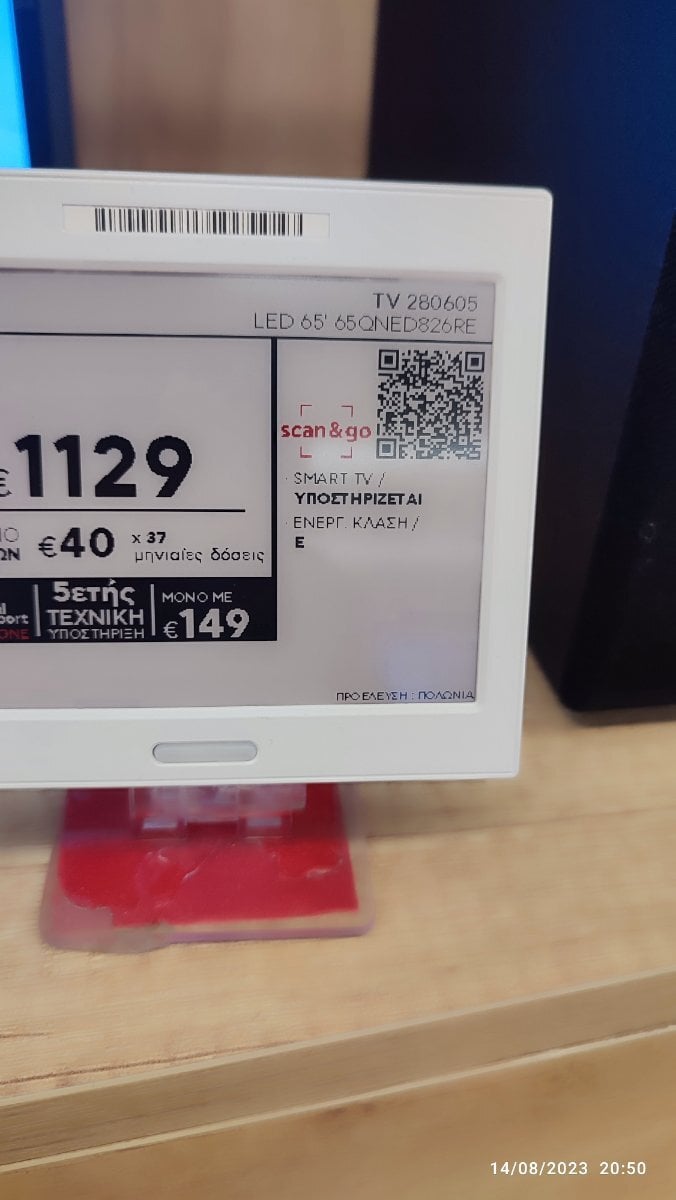 TV 280605
LED 65' 65QNED826RE
€1129
€40 x 37
μηνιαίες δόσεις
5ετής
ΤΕΧΝΙΚΗ
ΥΠΟΣΤΗΡΙΞΗ
ΜΟΝΟ ΜΕ
€149
scan&go
· SMART TV /
ΥΠΟΣΤΗΡΙΖΕΤΑΙ
· ΕΝΕΡΓ. ΚΛΑΣΗ /
E
ΠΡΟΕΛΕΥΣΗ : ΠΟΛΩΝΙΑ
14/08/2023 20:50